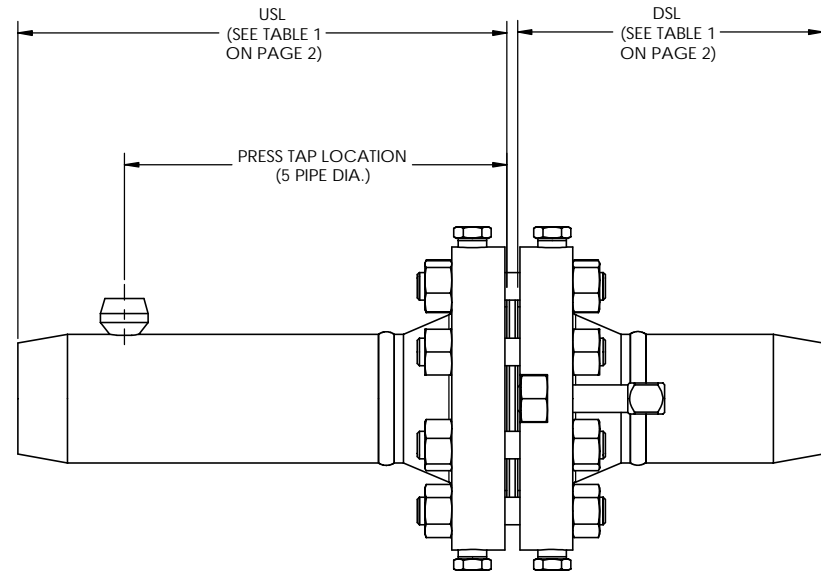 USL
(SEE TABLE 1
ON PAGE 2)
DSL
(SEE TABLE 1
ON PAGE 2)
PRESS TAP LOCATION
(5 PIPE DIA.)